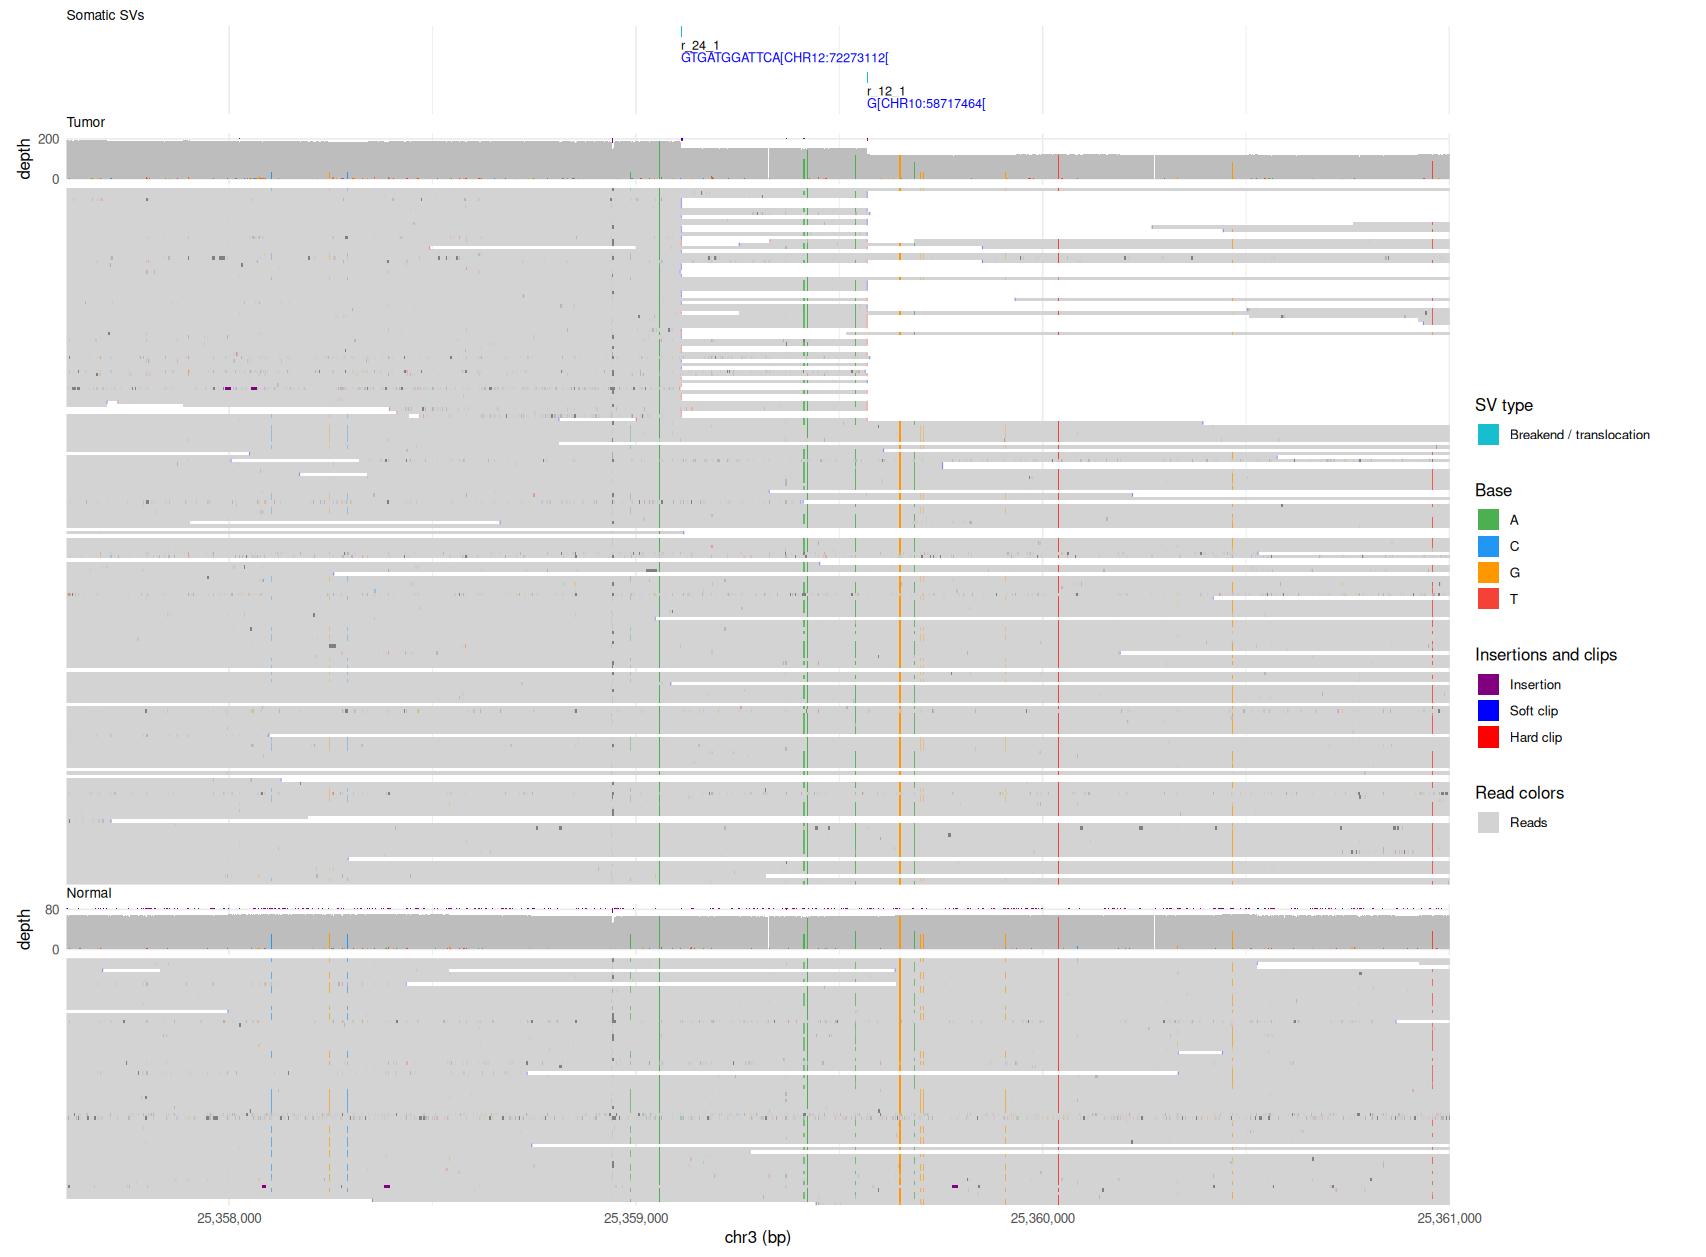 Somatic SVs
r_24_1
GTGATGGATTCA[CHR12:72273112[
r_12_1
G[CHR10:58717464[
Tumor
200
0
depth
SV type
Breakend / translocation
Base
A
C
G
T
Insertions and clips
Insertion
Soft clip
Hard clip
Read colors
Reads
Normal
80
0
depth
25,358,000
25,359,000
25,360,000
25,361,000
chr3 (bp)